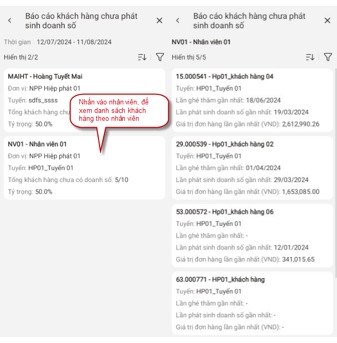 Báo cáo khách hàng chưa phát
sinh doanh số
Thời gian 12/07/2024 - 11/08/2024
Hiển thị 2/2
MAIHT - Hoàng Tuyết Mai
Đơn vị: NPP Hiệp phát 01
Tuyến: sdfs_ssss
Tổng khách hàng chưa
Tỷ trọng: 50.0%
Nhấn vào nhân viên, để
xem danh sách khách
hàng theo nhân viên
NV01 - Nhân viên 01
Đơn vị: NPP Hiệp phát 01
Tuyến: HP01_Tuyến 01
Tổng khách hàng chưa có doanh số: 5/10
Tỷ trọng: 50.0%
Báo cáo khách hàng chưa phát
sinh doanh số
NV01 - Nhân viên 01
Hiển thị 5/5
15.000541 - Hp01_khách hàng 04
Tuyến: HP01_Tuyến 01
Lần ghé thăm gần nhất: 18/06/2024
Lần phát sinh doanh số gần nhất: 19/03/2024
Giá trị đơn hàng lần gần nhất (VND): 2,612,990.26
29.000539 - Hp01_khách hàng 02
Tuyến: HP01_Tuyến 01
Lần ghé thăm gần nhất: 01/04/2024
Lần phát sinh doanh số gần nhất: 29/03/2024
Giá trị đơn hàng lần gần nhất (VND): 1,653,085.00
53.000572 - Hp01_khách hàng 06
Tuyến: HP01_Tuyến 01
Lần ghé thăm gần nhất: -
Lần phát sinh doanh số gần nhất: 12/01/2024
Giá trị đơn hàng lần gần nhất (VND): 341,015.65
63.000771 - HP01_khách hàng
Tuyến: HP01_Tuyến 01
Lần ghé thăm gần nhất: -
Lần phát sinh doanh số gần nhất: -
Giá trị đơn hàng lần gần nhất (VND): -